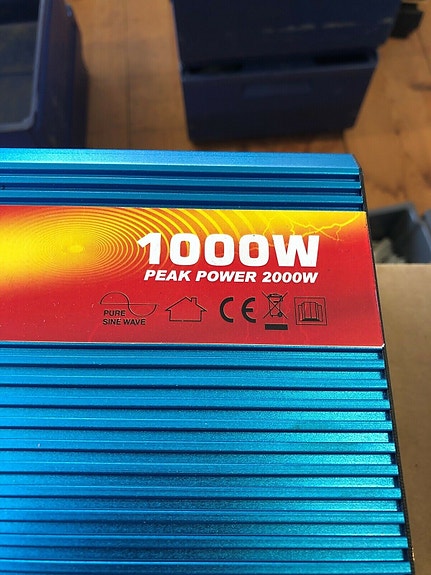 1000W
PEAK POWER 2000W
PURE
SINE WAVE
CE